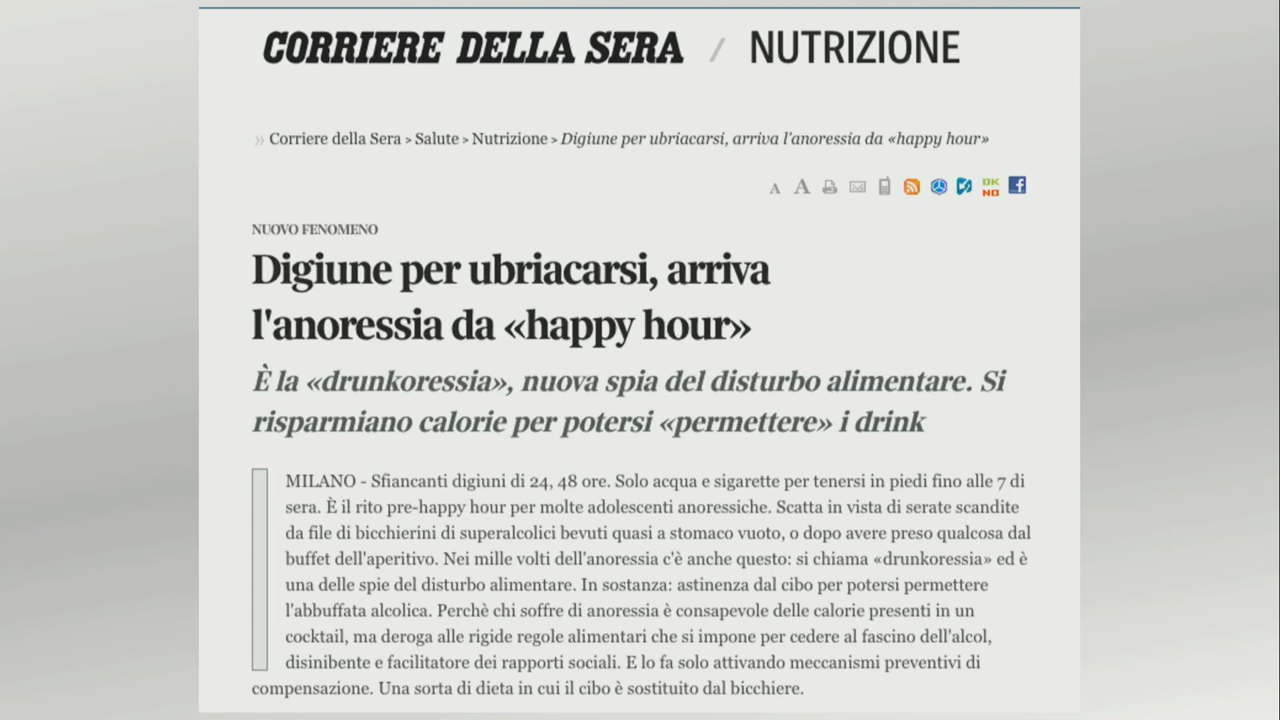 CORRIERE DELLA SERA / NUTRIZIONE
» Corriere della Sera > Salute > Nutrizione > Digiune per ubriacarsi, arriva l'anoressia da «happy hour»
A A OK NO f
NUOVO FENOMENO
Digiune per ubriacarsi, arriva
l'anoressia da «happy hour»
È la «drunkoressia», nuova spia del disturbo alimentare. Si
risparmiano calorie per potersi «permettere» i drink
MILANO - Sfiancanti digiuni di 24, 48 ore. Solo acqua e sigarette per tenersi in piedi fino alle 7 di
sera. È il rito pre-happy hour per molte adolescenti anoressiche. Scatta in vista di serate scandite
da file di bicchierini di superalcolici bevuti quasi a stomaco vuoto, o dopo avere preso qualcosa dal
buffet dell'aperitivo. Nei mille volti dell'anoressia c'è anche questo: si chiama «drunkoressia» ed è
una delle spie del disturbo alimentare. In sostanza: astinenza dal cibo per potersi permettere
l'abbuffata alcolica. Perchè chi soffre di anoressia è consapevole delle calorie presenti in un
cocktail, ma deroga alle rigide regole alimentari che si impone per cedere al fascino dell'alcol,
disinibente e facilitatore dei rapporti sociali. E lo fa solo attivando meccanismi preventivi di
compensazione. Una sorta di dieta in cui il cibo è sostituito dal bicchiere.